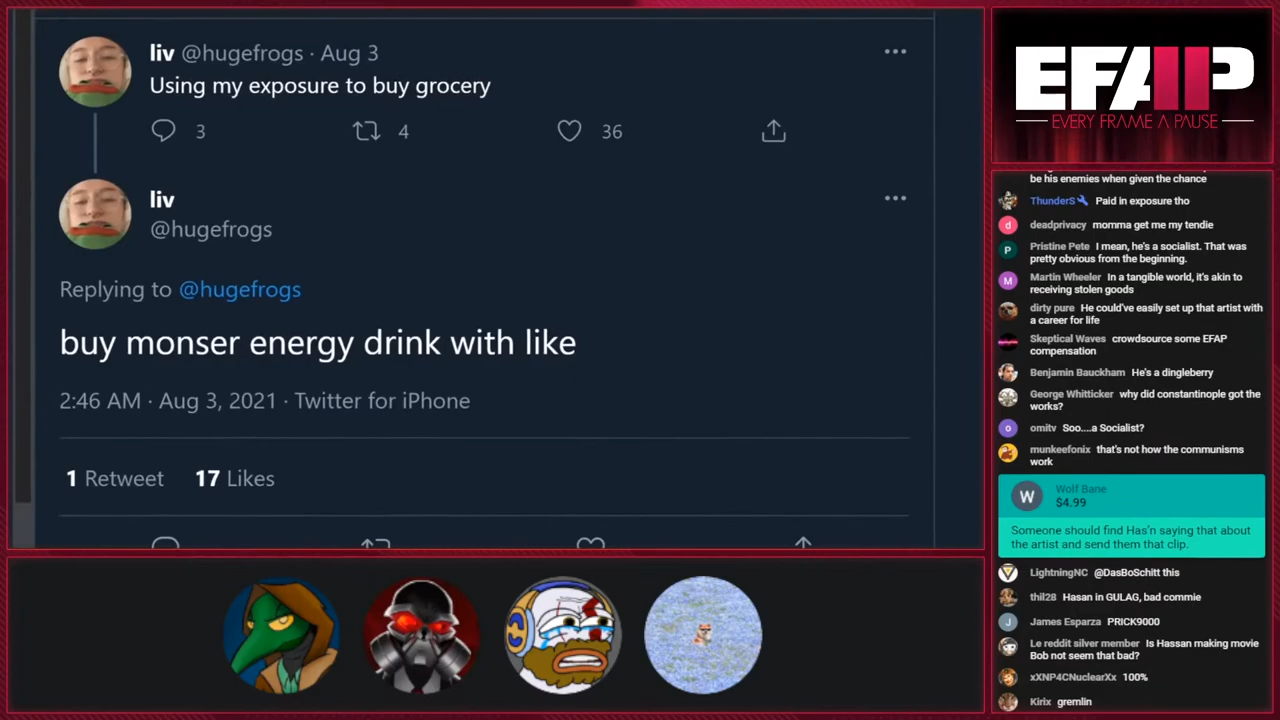 liv @hugefrogs · Aug 3
Using my exposure to buy grocery
3 4 36
liv
@hugefrogs
Replying to @hugefrogs
buy monser energy drink with like
2:46 AM · Aug 3, 2021 · Twitter for iPhone
1 Retweet 17 Likes
EFAP
EVERY FRAME A PAUSE
be his enemies when given the chance
ThunderS Paid in exposure tho
d deadprivacy momma get me my tendie
P Pristine Pete I mean, he's a socialist. That was
pretty obvious from the beginning.
M Martin Wheeler In a tangible world, it's akin to
receiving stolen goods
dirty pure He could've easily set up that artist with
a career for life
Skeptical Waves crowdsource some EFAP
compensation
Benjamin Bauckham He's a dingleberry
George Whitticker why did constantinople got the
works?
o omitv Soo....a Socialist?
munkeefonix that's not how the communisms
work
W Wolf Bane
$4.99
Someone should find Has'n saying that about
the artist and send them that clip.
LightningNC @DasBoSchitt this
thil28 Hasan in GULAG, bad commie
J James Esparza PRICK9000
Le reddit silver member Is Hassan making movie
Bob not seem that bad?
xXNP4CNuclearXx 100%
Kirix gremlin